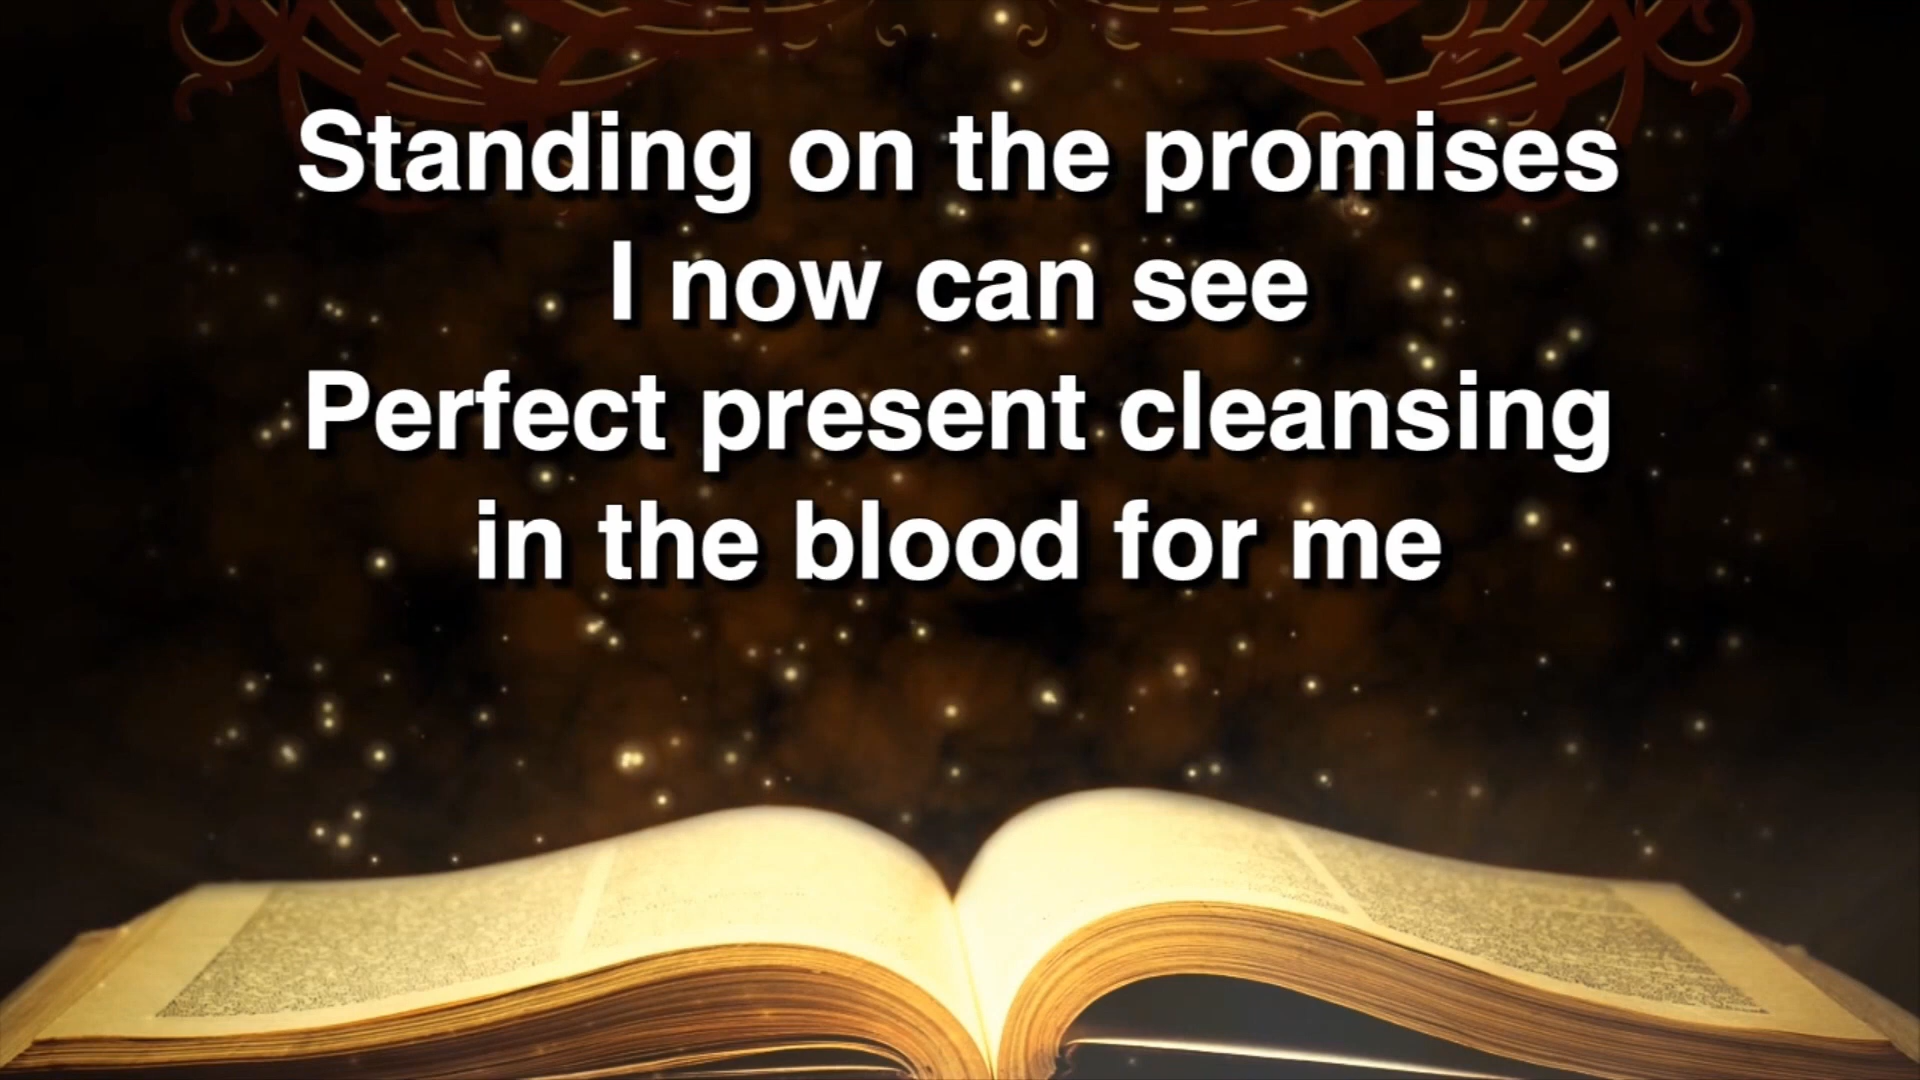 Standing on the promises
I now can see
Perfect present cleansing
in the blood for me